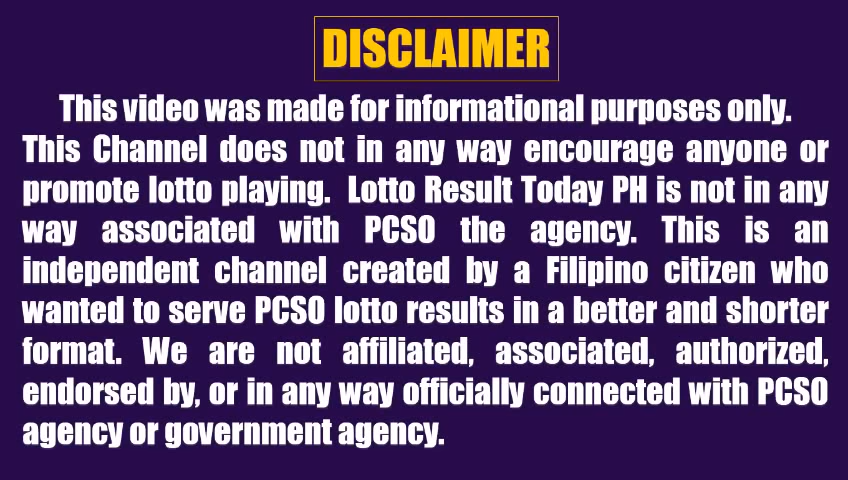 DISCLAIMER
This video was made for informational purposes only.
This Channel does not in any way encourage anyone or
promote lotto playing. Lotto Result Today PH is not in any
way associated with PCSO the agency. This is an
independent channel created by a Filipino citizen who
wanted to serve PCSO lotto results in a better and shorter
format. We are not affiliated, associated, authorized,
endorsed by, or in any way officially connected with PCSO
agency or government agency.